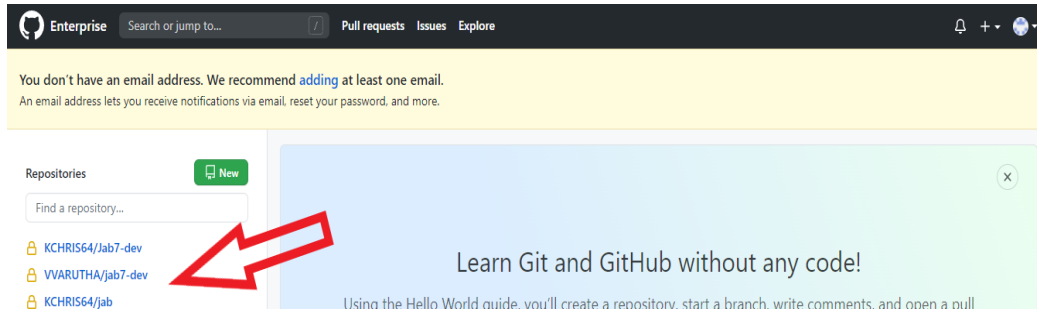 Enterprise Search or jump to... / Pull requests Issues Explore
You don't have an email address. We recommend adding at least one email.
An email address lets you receive notifications via email, reset your password, and more.
Repositories New
Find a repository...
KCHRIS64/Jab7-dev
VVARUTHA/jab7-dev
KCHRIS64/jab
Learn Git and GitHub without any code!
Using the Hello World guide, you'll create a repository, start a branch, write comments, and open a pull